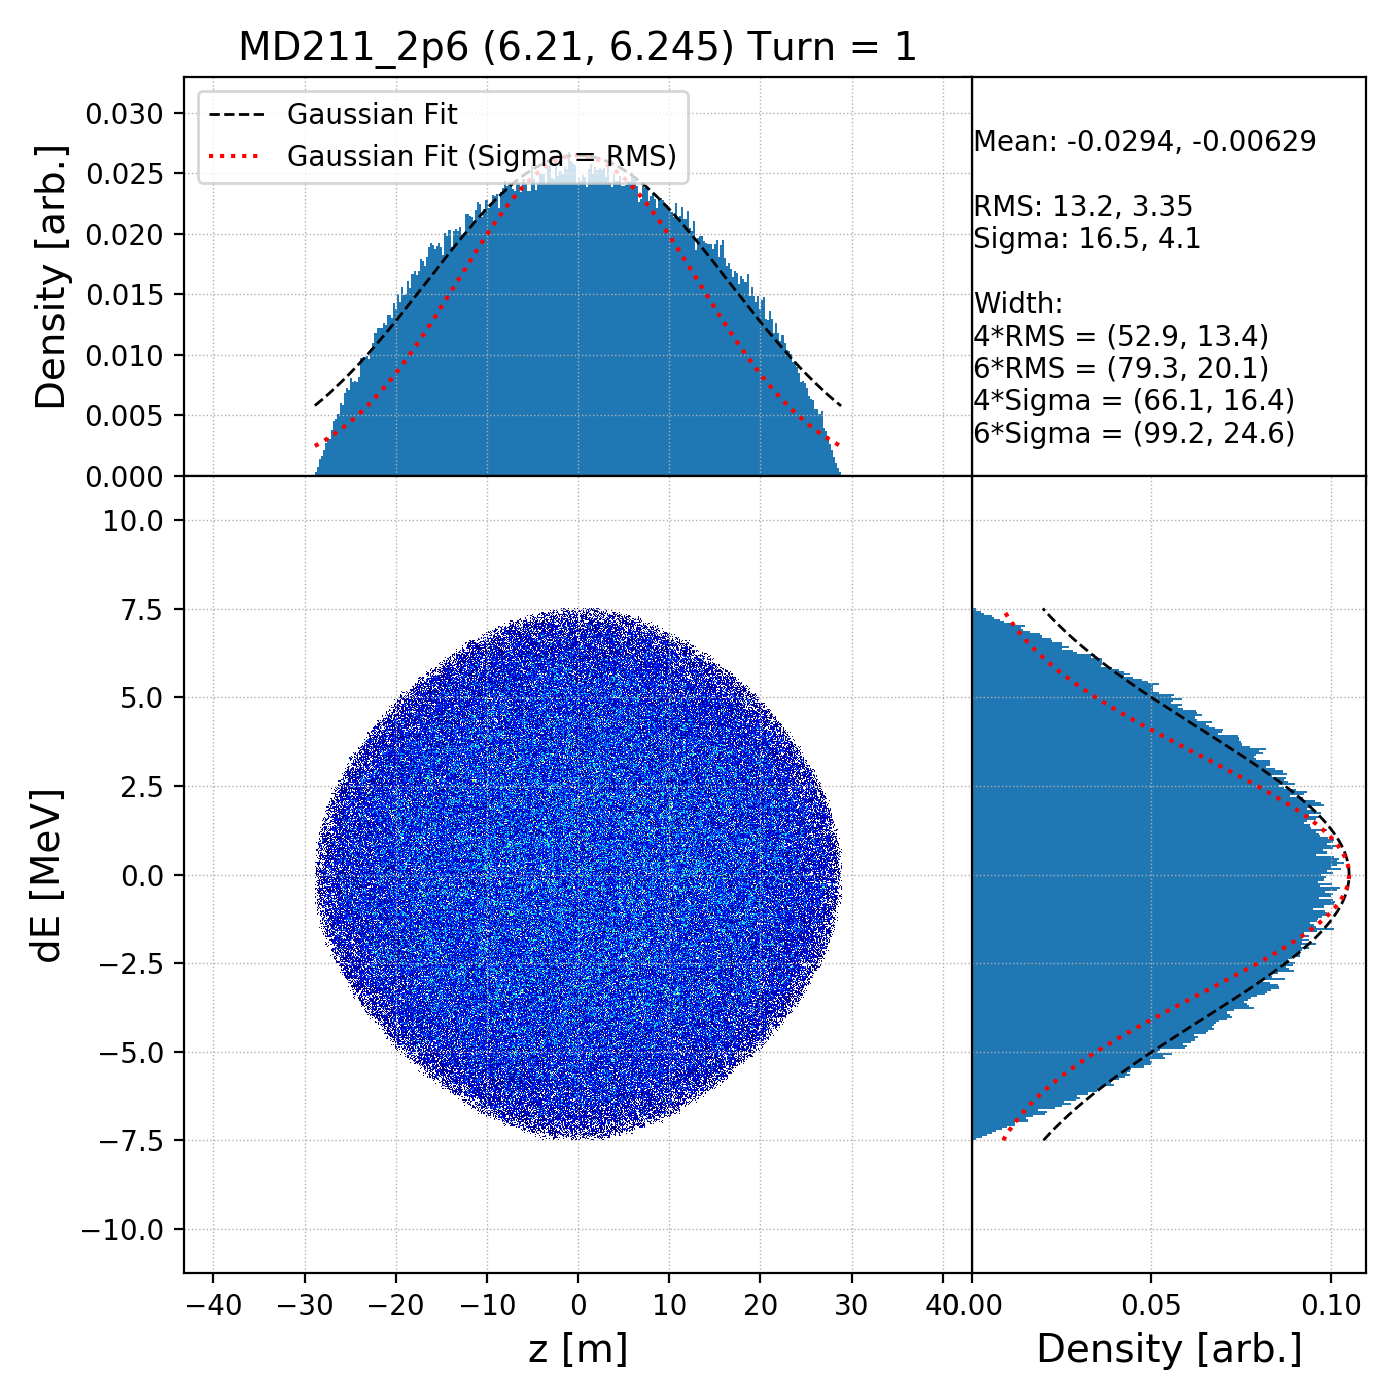 MD211_2p6 (6.21, 6.245) Turn = 1
Gaussian Fit
Gaussian Fit (Sigma = RMS)
Density [arb.]
0.030
0.025
0.020
0.015
0.010
0.005
0.000
Mean: -0.0294, -0.00629
RMS: 13.2, 3.35
Sigma: 16.5, 4.1
Width:
4*RMS = (52.9, 13.4)
6*RMS = (79.3, 20.1)
4*Sigma = (66.1, 16.4)
6*Sigma = (99.2, 24.6)
dE [MeV]
10.0
7.5
5.0
2.5
0.0
−2.5
−5.0
−7.5
−10.0
−40 −30 −20 −10 0 10 20 30 40
z [m]
0.00 0.05 0.10
Density [arb.]